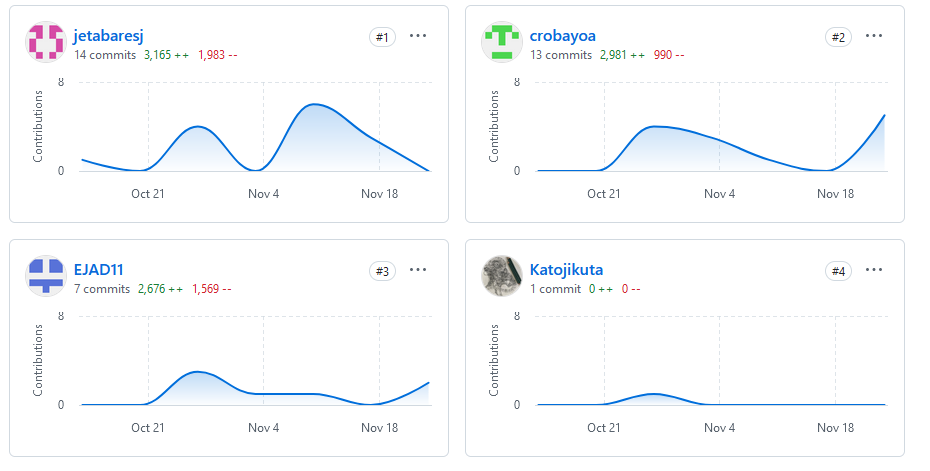 jetabaresj #1
14 commits 3,165 ++ 1,983 --
8
Contributions
0
Oct 21 Nov 4 Nov 18
crobayoa #2
13 commits 2,981 ++ 990 --
8
Contributions
0
Oct 21 Nov 4 Nov 18
EJAD11 #3
7 commits 2,676 ++ 1,569 --
8
Contributions
0
Oct 21 Nov 4 Nov 18
Katojikuta #4
1 commit 0 ++ 0 --
8
Contributions
0
Oct 21 Nov 4 Nov 18